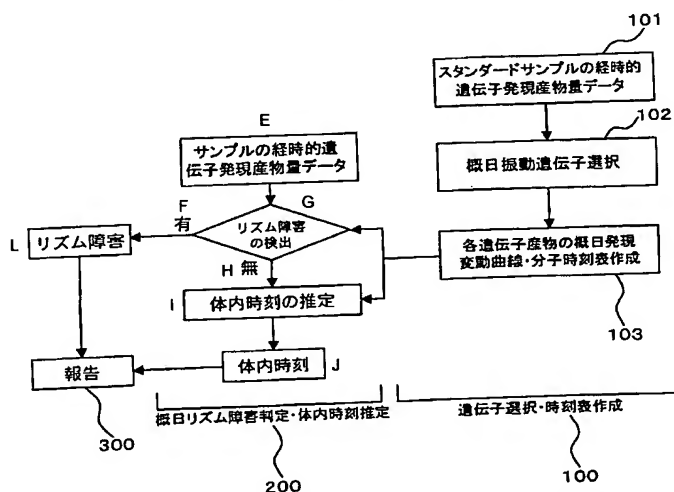 101
スタンダードサンプルの経時的
遺伝子発現産物量データ
102
概日振動遺伝子選択
各遺伝子産物の概日発現
変動曲線・分子時刻表作成
103
E
サンプルの経時的遺
伝子発現産物量データ
F
有
G
リズム障害
の検出
L
リズム障害
H 無
I
体内時刻の推定
体内時刻
J
報告
300
概日リズム障害判定・体内時刻推定
200
遺伝子選択・時刻表作成
100